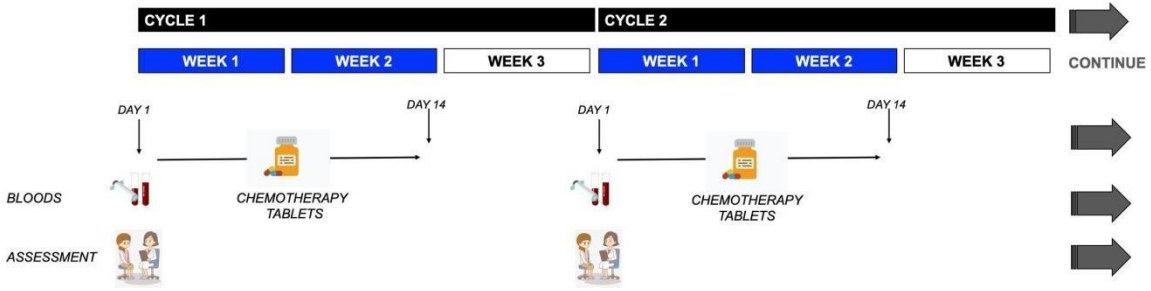 CYCLE 1 CYCLE 2
WEEK 1 WEEK 2 WEEK 3 WEEK 1 WEEK 2 WEEK 3 CONTINUE
DAY 1 DAY 14 DAY 1 DAY 14
BLOODS
CHEMOTHERAPY
TABLETS
CHEMOTHERAPY
TABLETS
ASSESSMENT